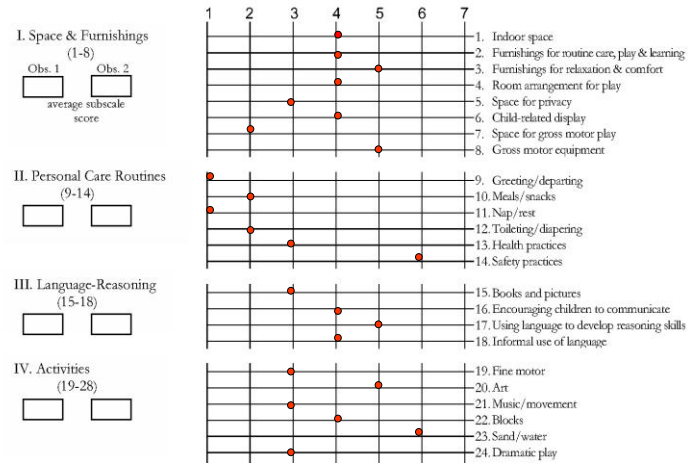 1 2 3 4 5 6 7
I. Space & Furnishings
(1-8)
Obs. 1 Obs. 2
average subscale
score
1. Indoor space
2. Furnishings for routine care, play & learning
3. Furnishings for relaxation & comfort
4. Room arrangement for play
5. Space for privacy
6. Child-related display
7. Space for gross motor play
8. Gross motor equipment
II. Personal Care Routines
(9-14)
9. Greeting/departing
10. Meals/snacks
11. Nap/rest
12. Toileting/diapering
13. Health practices
14. Safety practices
III. Language-Reasoning
(15-18)
15. Books and pictures
16. Encouraging children to communicate
17. Using language to develop reasoning skills
18. Informal use of language
IV. Activities
(19-28)
19. Fine motor
20. Art
21. Music/movement
22. Blocks
23. Sand/water
24. Dramatic play